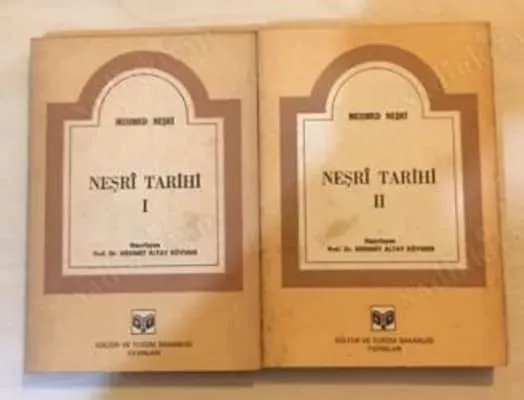 MEHMED NEŞRÎ
NEŞRÎ TARİHİ
I
Hazırlayan
Prof. Dr. MEHMET ALTAY KÖYMEN
KÜLTÜR VE TURİZM BAKANLIĞI
YAYINLARI
MEHMED NEŞRÎ
NEŞRÎ TARİHİ
II
Hazırlayan
Prof. Dr. MEHMET ALTAY KÖYMEN
KÜLTÜR VE TURİZM BAKANLIĞI
YAYINLARI